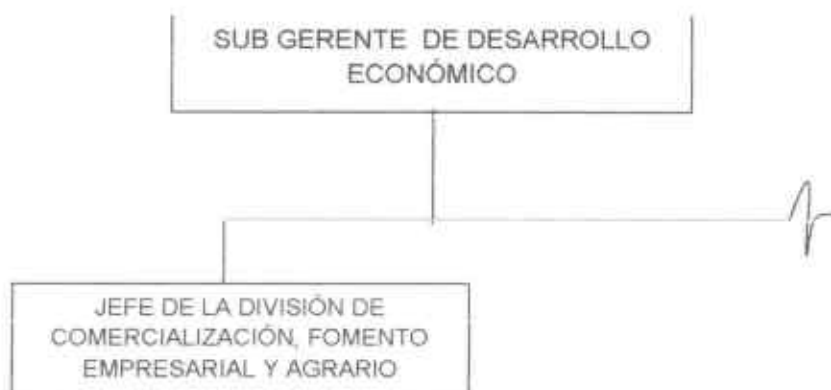 SUB GERENTE DE DESARROLLO
ECONÓMICO
JEFE DE LA DIVISIÓN DE
COMERCIALIZACIÓN, FOMENTO
EMPRESARIAL Y AGRARIO